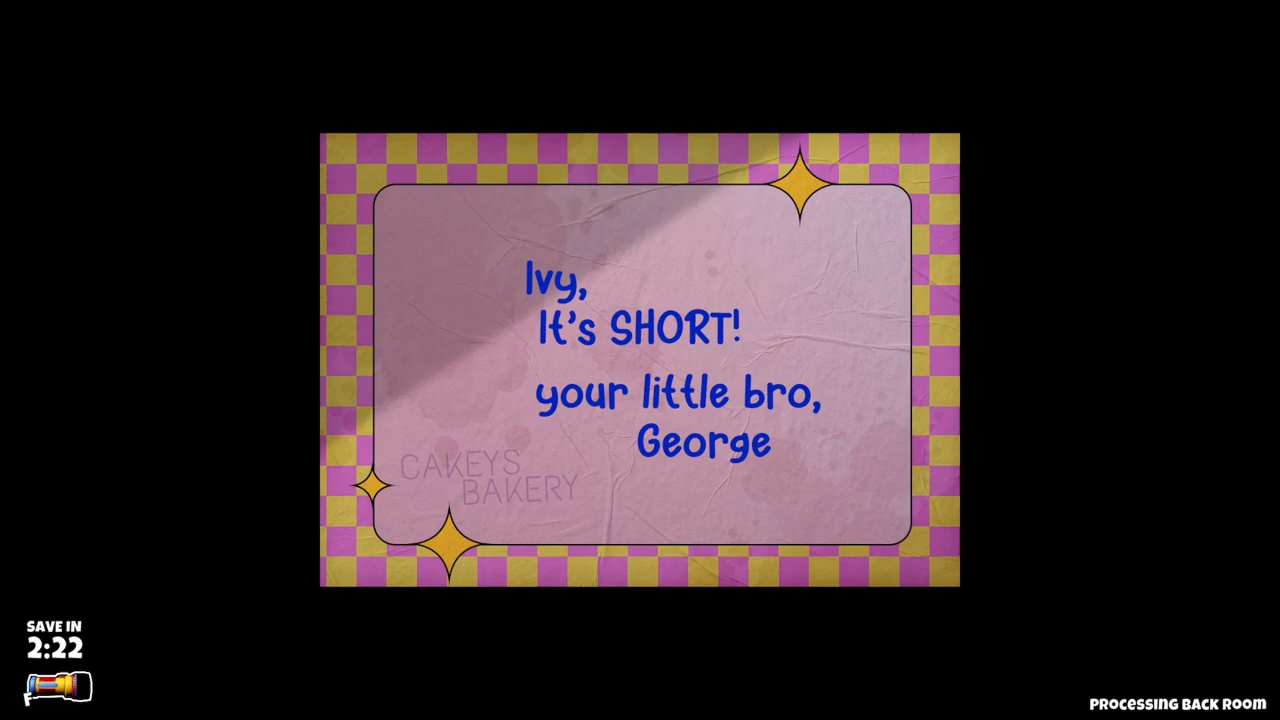 Ivy,
It's SHORT!
your little bro,
George
CAKEYS
BAKERY
SAVE IN
2:22
F
PROCESSING BACK ROOM